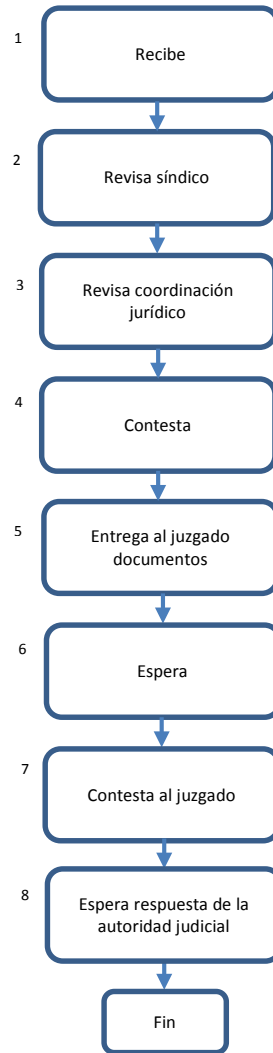 1
Recibe
2
Revisa síndico
3
Revisa coordinación
jurídico
4
Contesta
5
Entrega al juzgado
documentos
6
Espera
7
Contesta al juzgado
8
Espera respuesta de la
autoridad judicial
Fin